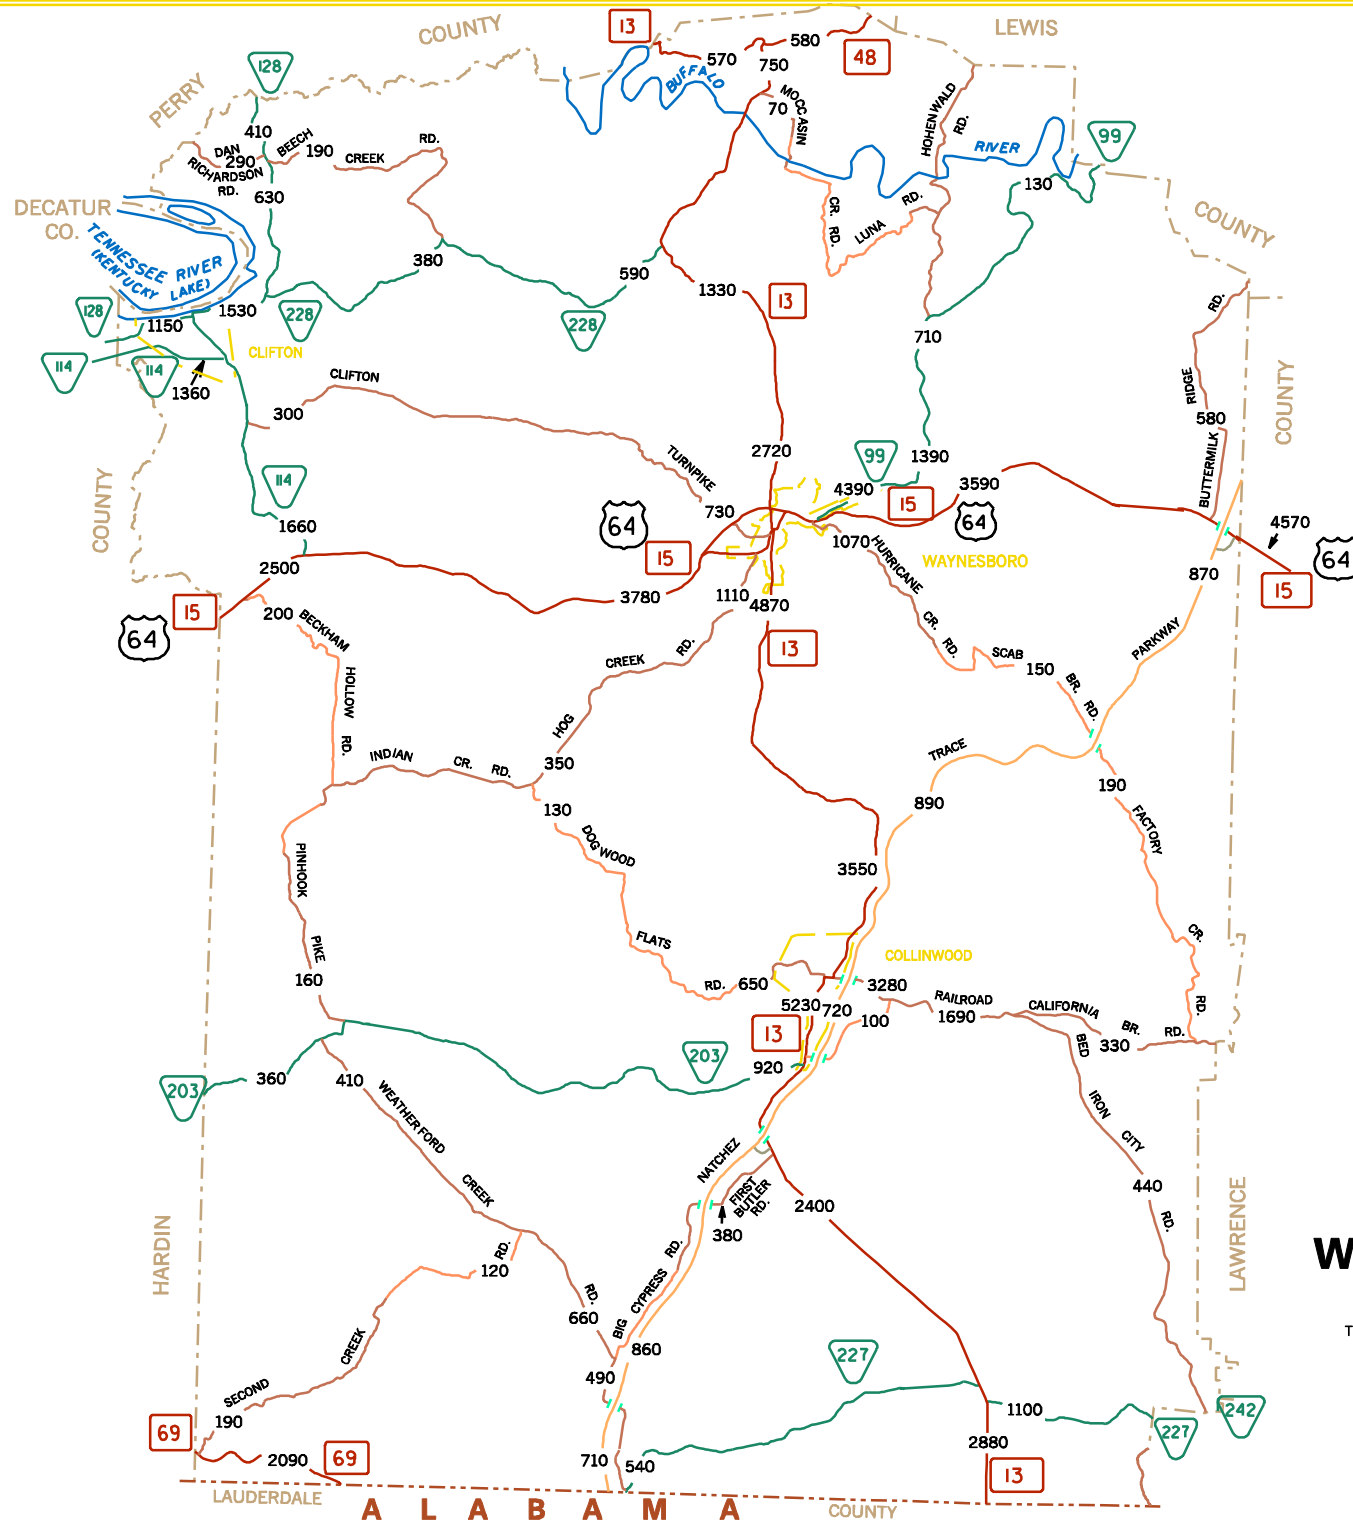 COUNTY
13
580
LEWIS
570
48
750
128
BUFFALO
PERRY
70
MOCCASIN
HOHENWALD
RD.
410
BEECH
190
RD.
CREEK
DAN
290
RICHARDSON
RD.
RIVER
99
130
630
CR. RD.
RD.
LUNA
DECATUR
CO.
TENNESSEE RIVER
(KENTUCKY LAKE)
COUNTY
380
590
1330
13
RD.
128
1150
1530
228
228
710
CLIFTON
114
114
1360
CLIFTON
RIDGE
COUNTY
300
580
2720
BUTTERMILK
TURNPIKE
1390
99
114
4390
3590
COUNTY
730
15
64
64
1660
4570
1070
15
HURRICANE
WAYNESBORO
64
2500
870
15
3780
1110
4870
15
200
BECKHAM
64
CR. RD.
13
RD.
PARKWAY
CREEK
SCAB
150
HOLLOW
BR. RD.
HOG
RD.
TRACE
INDIAN
CR.
RD.
350
190
890
130
FACTORY
DOGWOOD
PINHOOK
3550
FLATS
CR.
PIKE
COLLINWOOD
160
RD.
650
3280
RAILROAD
CALIFORNIA
RD.
5230
720
1690
100
BR.
RD.
13
330
BED
203
920
360
410
203
WEATHERFORD
IRON
CITY
NATCHEZ
CREEK
440
FIRST
BUTLER
RD.
2400
RD.
380
HARDIN
LAWRENCE
RD.
RD.
W
120
CYPRESS
RD.
660
BIG
T
CREEK
860
227
490
SECOND
190
1100
242
69
227
2880
69
2090
710
540
13
LAUDERDALE
A L A B A M A
COUNTY